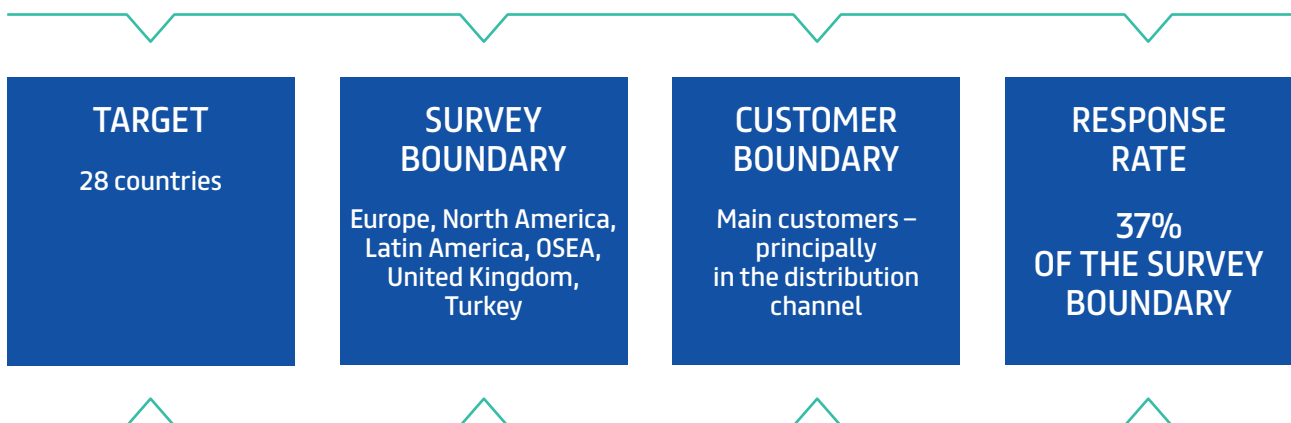 TARGET
28 countries
SURVEY
BOUNDARY
Europe, North America,
Latin America, OSEA,
United Kingdom,
Turkey
CUSTOMER
BOUNDARY
Main customers –
principally
in the distribution
channel
RESPONSE
RATE
37%
OF THE SURVEY
BOUNDARY